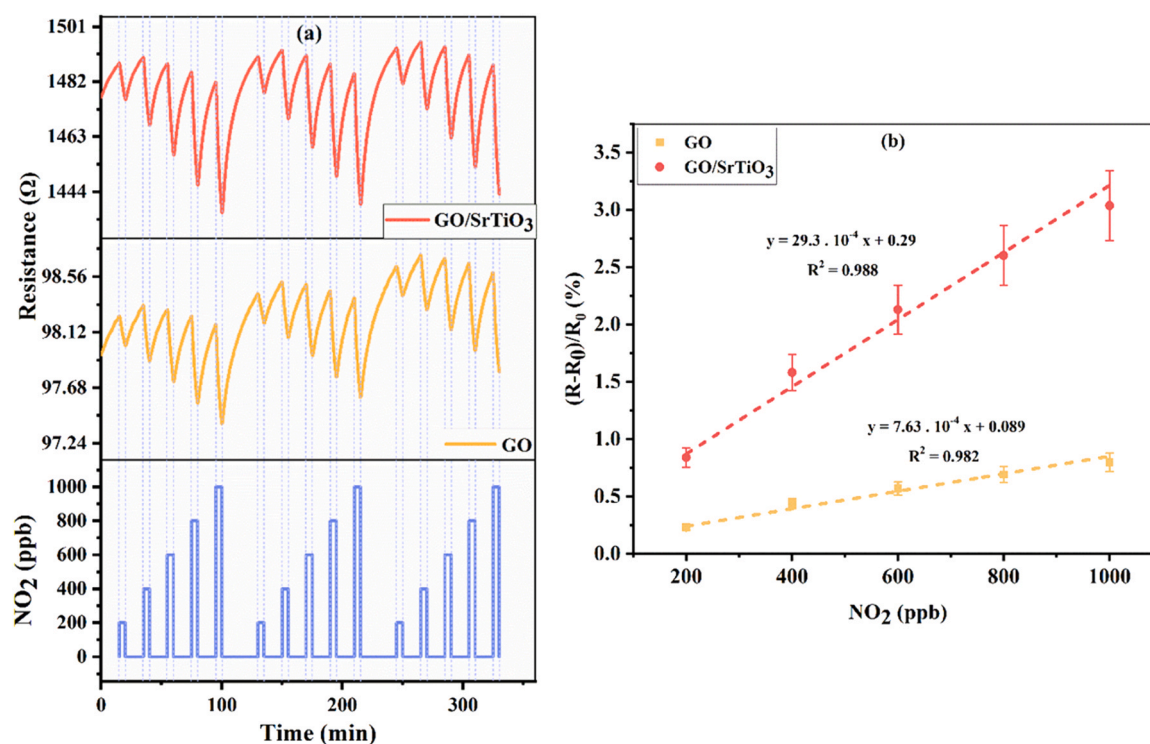 (a)
1501
1482
1463
1444
GO/SrTiO3
98.56
98.12
97.68
97.24
GO
Resistance (Ω)
1000
800
600
400
200
0
NO2 (ppb)
0 100 200 300
Time (min)
(b)
GO
GO/SrTiO3
3.5
3.0
2.5
2.0
1.5
1.0
0.5
0.0
(R-R0)/R0 (%)
y = 29.3 . 10-4 x + 0.29
R2 = 0.988
y = 7.63 . 10-4 x + 0.089
R2 = 0.982
200 400 600 800 1000
NO2 (ppb)